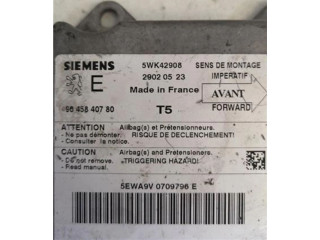 SIEMENS
5WK42908
SENS DE MONTAGE
E
2902 05 23
IMPERATIF
Made in France
AVANT
96 458 407 80
T5
FORWARD
ATTENTION
Airbag(s) et Prétensionneurs.
- Ne pas démonter.
RISQUE DE DECLENCHEMENT!
- Consulter la notice.
CAUTION
Airbag(s) and Pretensioners.
- Do not remove.
TRIGGERING HAZARD!
- Read manual.
5EWA9V 0709796 E